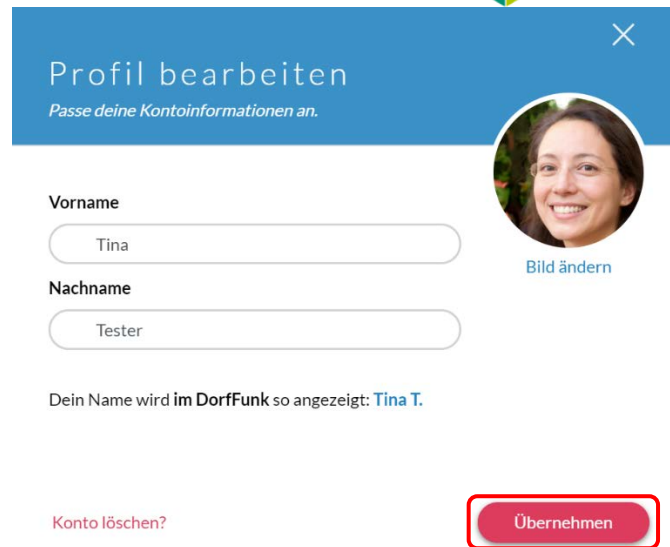 Profil bearbeiten
Passe deine Kontoinformationen an.
Vorname
Tina
Bild ändern
Nachname
Tester
Dein Name wird im DorfFunk so angezeigt: Tina T.
Konto löschen?
Übernehmen